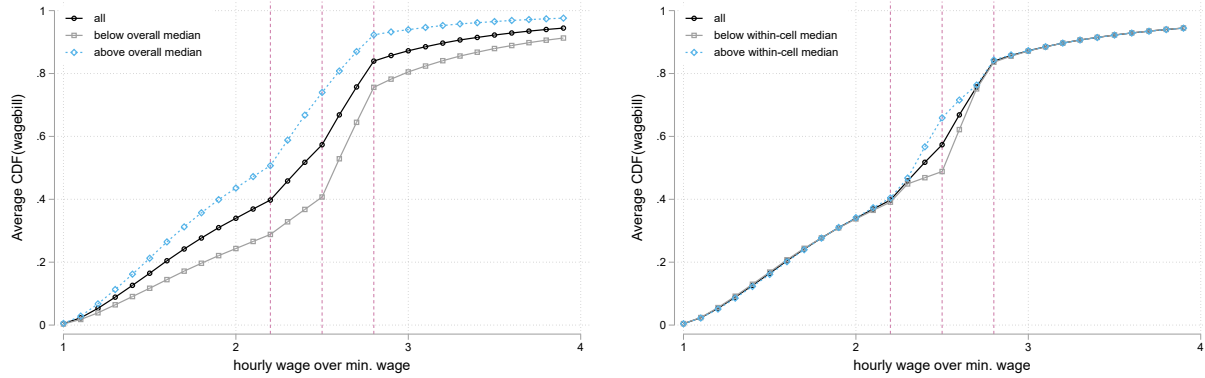 all
below overall median
above overall median
Average CDF(wagebill)
.8
.6
.4
.2
0
1
2
3
4
hourly wage over min. wage
all
below within-cell median
above within-cell median
Average CDF(wagebill)
.8
.6
.4
.2
0
1
2
3
4
hourly wage over min. wage